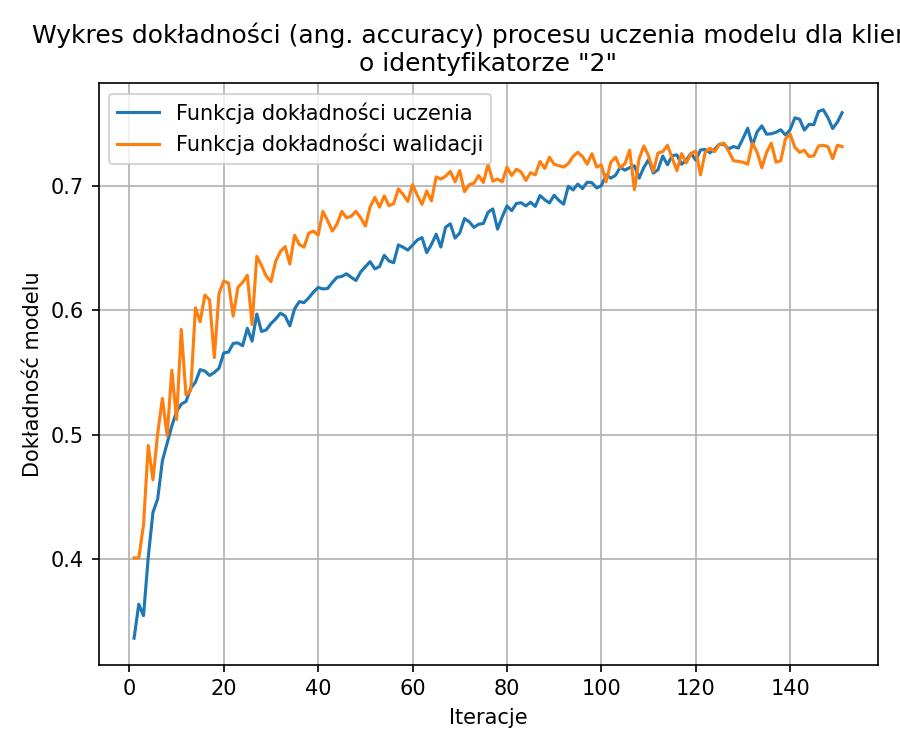 Wykres dokładności (ang. accuracy) procesu uczenia modelu dla
o identyfikatorze "2"
Funkcja dokładności uczenia
Funkcja dokładności walidacji
0.7
0.6
0.5
0.4
Dokładność modelu
0 20 40 60 80 100 120 140
Iteracje